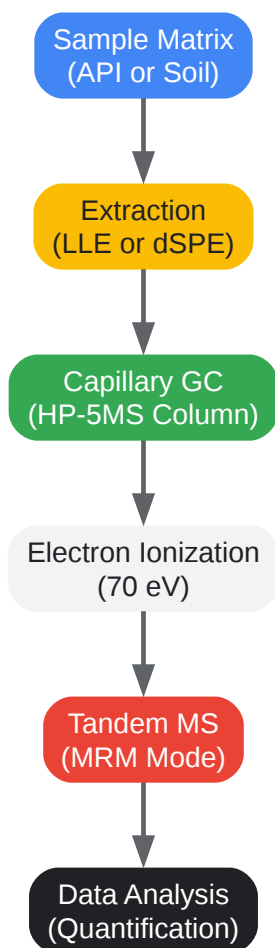 Sample Matrix
(API or Soil)
Extraction
(LLE or dSPE)
Capillary GC
(HP-5MS Column)
Electron Ionization
(70 eV)
Tandem MS
(MRM Mode)
Data Analysis
(Quantification)